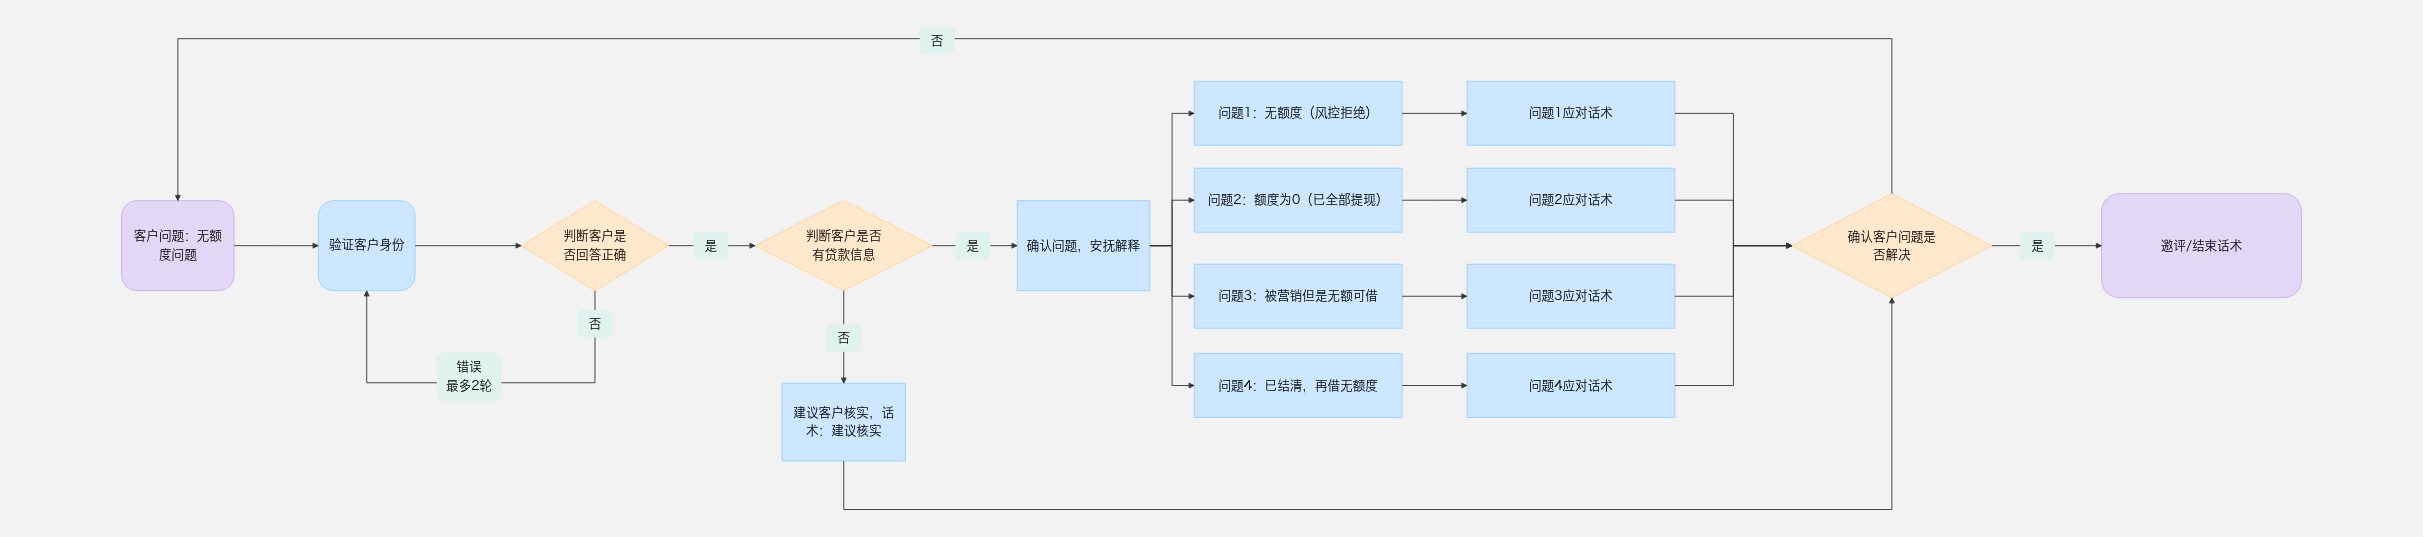 否
客户问题：无额
度问题
验证客户身份
判断客户是
否回答正确
是
否
错误
最多2轮
判断客户是否
有贷款信息
是
否
建议客户核实，话
术：建议核实
确认问题，安抚解释
问题1：无额度（风控拒绝）
问题1应对话术
问题2：额度为0（已全部提现）
问题2应对话术
问题3：被营销但是无额可借
问题3应对话术
问题4：已结清，再借无额度
问题4应对话术
确认客户问题是
否解决
是
邀评/结束话术